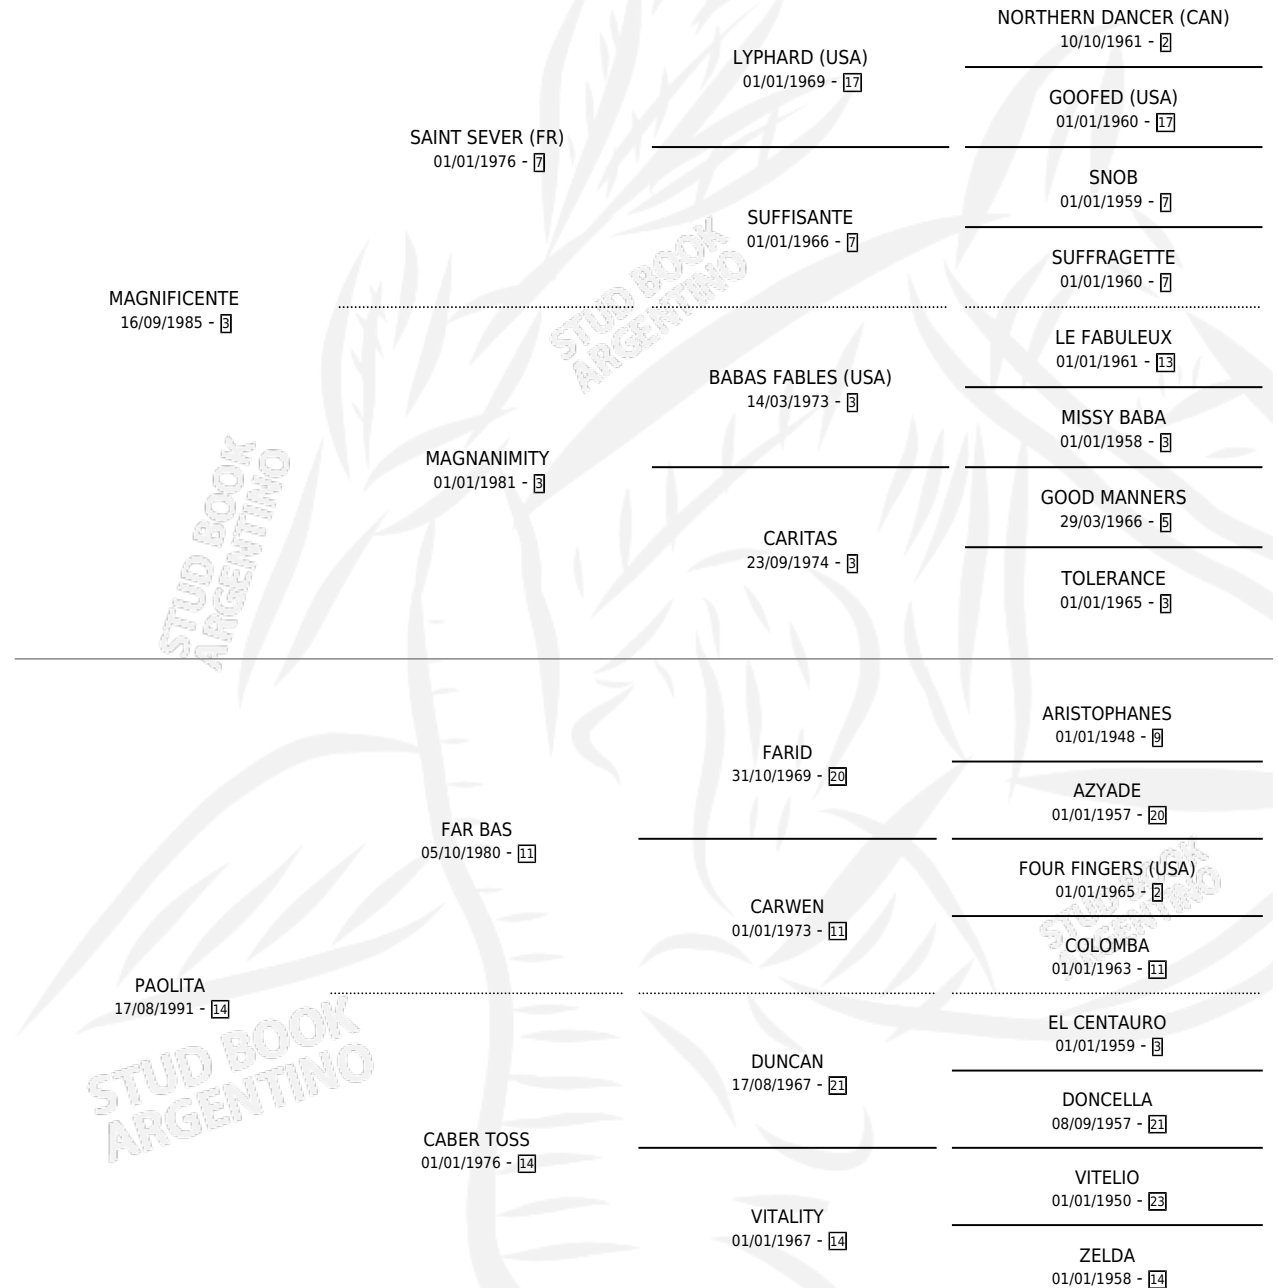 NORTHERN DANCER (CAN)
10/10/1961 - 2
LYPHARD (USA)
01/01/1969 - 17
GOOFED (USA)
01/01/1960 - 17
SAINT SEVER (FR)
01/01/1976 - 7
SNOB
01/01/1959 - 7
SUFFISANTE
01/01/1966 - 7
SUFFRAGETTE
01/01/1960 - 7
MAGNIFICENTE
16/09/1985 - 3
STUD BOOK
ARGENTINO
LE FABULEUX
01/01/1961 - 13
BABAS FABLES (USA)
14/03/1973 - 3
MISSY BABA
01/01/1958 - 3
MAGNANIMITY
01/01/1981 - 3
GOOD MANNERS
29/03/1966 - 5
CARITAS
23/09/1974 - 3
TOLERANCE
01/01/1965 - 3
STUD BOOK
ARGENTINO
ARISTOPHANES
01/01/1948 - 9
FARID
31/10/1969 - 20
AZYADE
01/01/1957 - 20
FAR BAS
05/10/1980 - 11
FOUR FINGERS (USA)
01/01/1965 - 2
CARWEN
01/01/1973 - 11
STUD BOOK
ARGENTINO
COLOMBA
01/01/1963 - 11
PAOLITA
17/08/1991 - 14
STUD BOOK
ARGENTINO
EL CENTAURO
01/01/1959 - 3
DUNCAN
17/08/1967 - 21
DONCELLA
08/09/1957 - 21
CABER TOSS
01/01/1976 - 14
VITELIO
01/01/1950 - 23
VITALITY
01/01/1967 - 14
ZELDA
01/01/1958 - 14